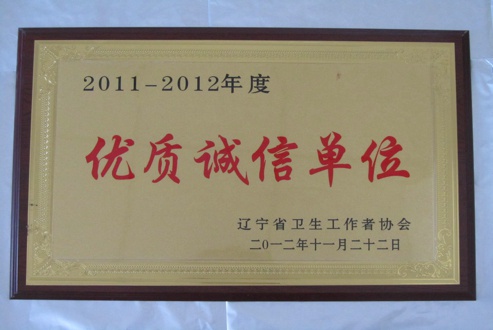 2011-2012年度
优质诚信单位
辽宁省卫生工作者协会
二〇一二年十一月二十二日